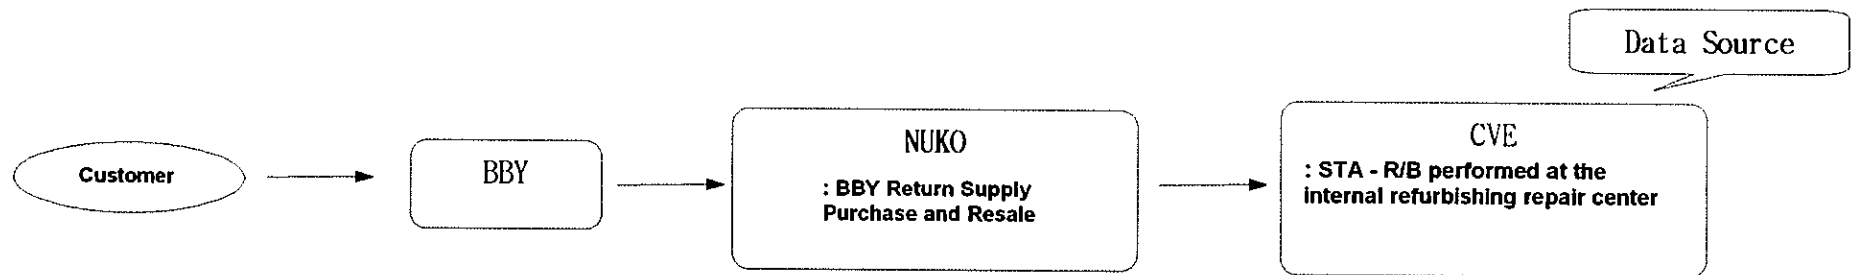 Data Source
Customer
BBY
NUKO
: BBY Return Supply
Purchase and Resale
CVE
: STA - R/B performed at the
internal refurbishing repair center